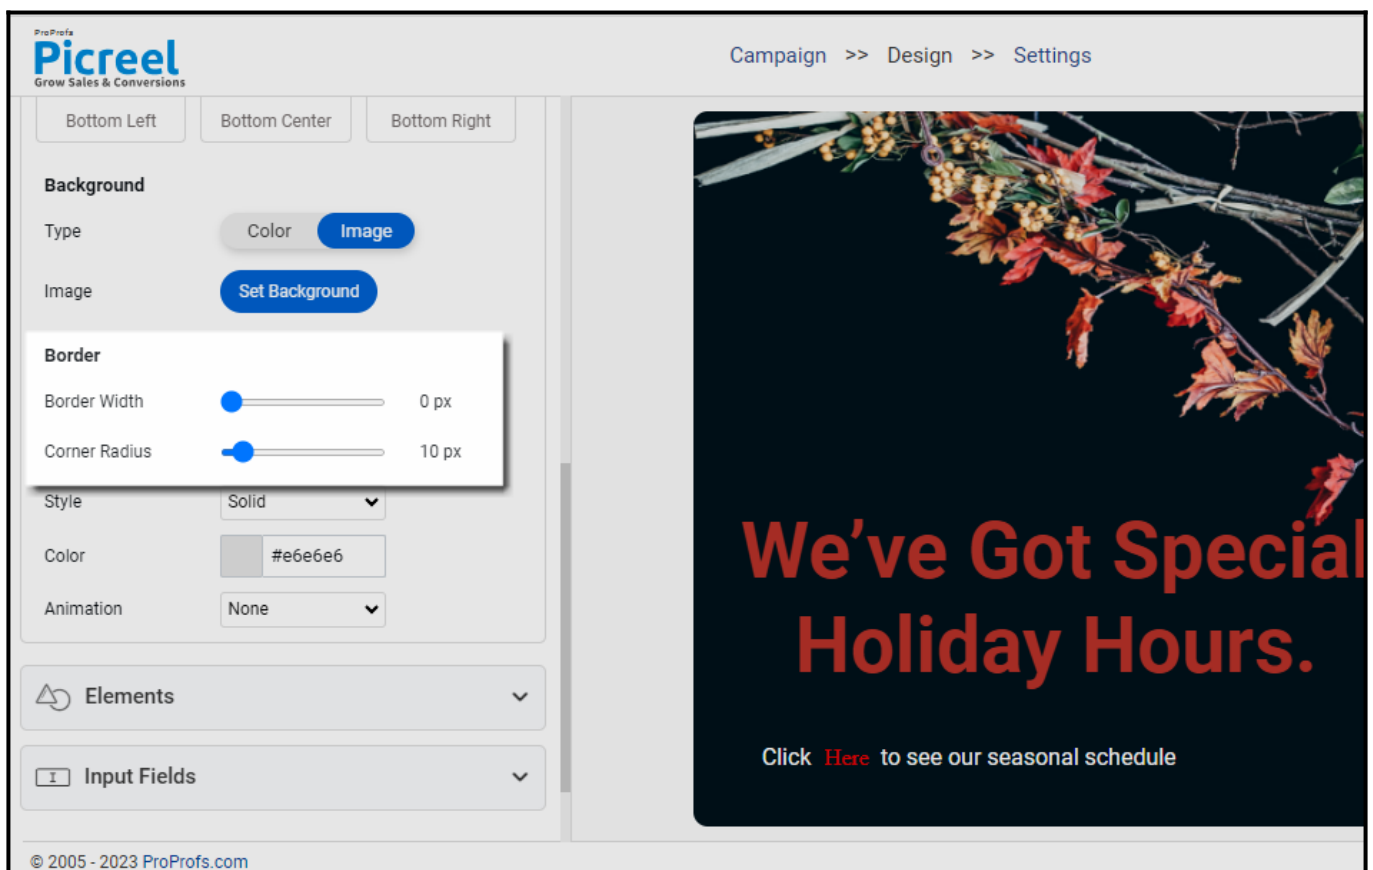 ProProfs
Picreel
Grow Sales & Conversions
Campaign >> Design >> Settings
Bottom Left
Bottom Center
Bottom Right
Background
Type
Color
Image
Image
Set Background
Border
Border Width
0 px
Corner Radius
10 px
Style
Solid
Color
#e6e6e6
Animation
None
Elements
Input Fields
© 2005 - 2023 ProProfs.com
We’ve Got Special
Holiday Hours.
Click Here to see our seasonal schedule